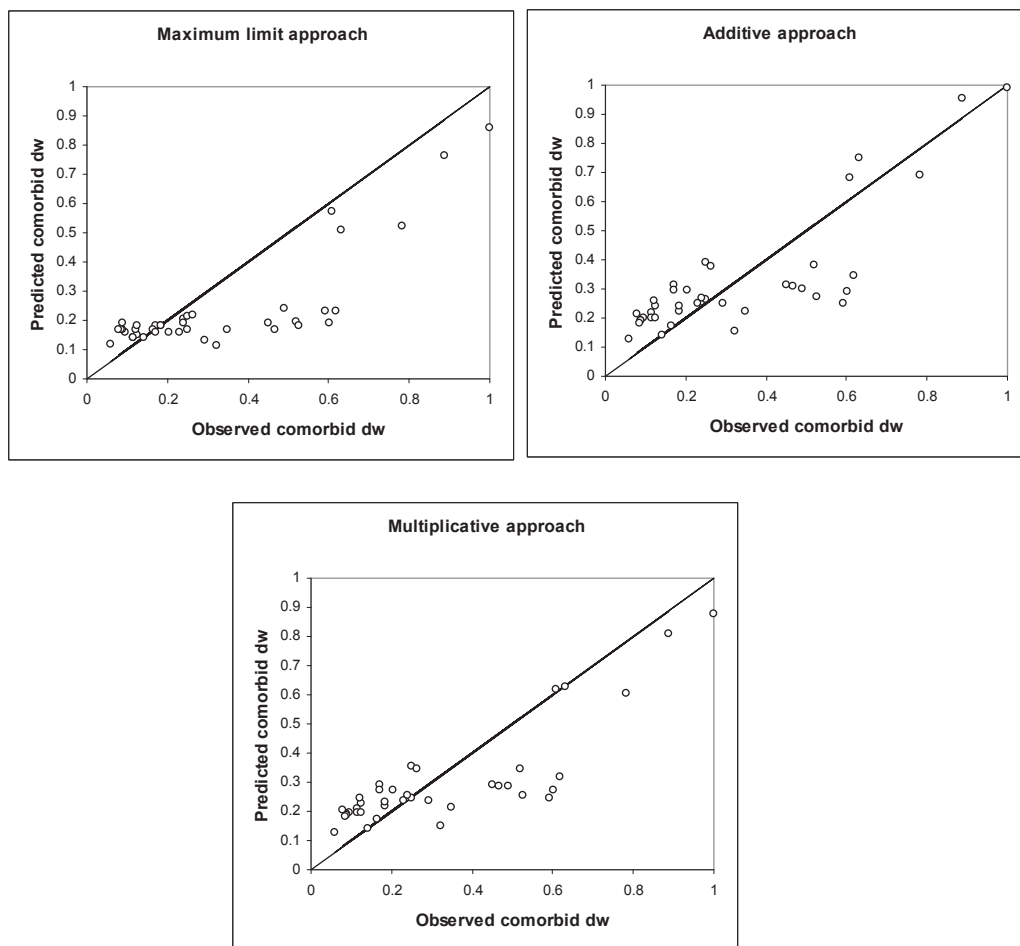 Maximum limit approach
Predicted comorbid dw
1
0.9
0.8
0.7
0.6
0.5
0.4
0.3
0.2
0.1
0
0 0.2 0.4 0.6 0.8 1
Observed comorbid dw
Additive approach
Predicted comorbid dw
1
0.9
0.8
0.7
0.6
0.5
0.4
0.3
0.2
0.1
0
0 0.2 0.4 0.6 0.8 1
Observed comorbid dw
Multiplicative approach
Predicted comorbid dw
1
0.9
0.8
0.7
0.6
0.5
0.4
0.3
0.2
0.1
0
0 0.2 0.4 0.6 0.8 1
Observed comorbid dw